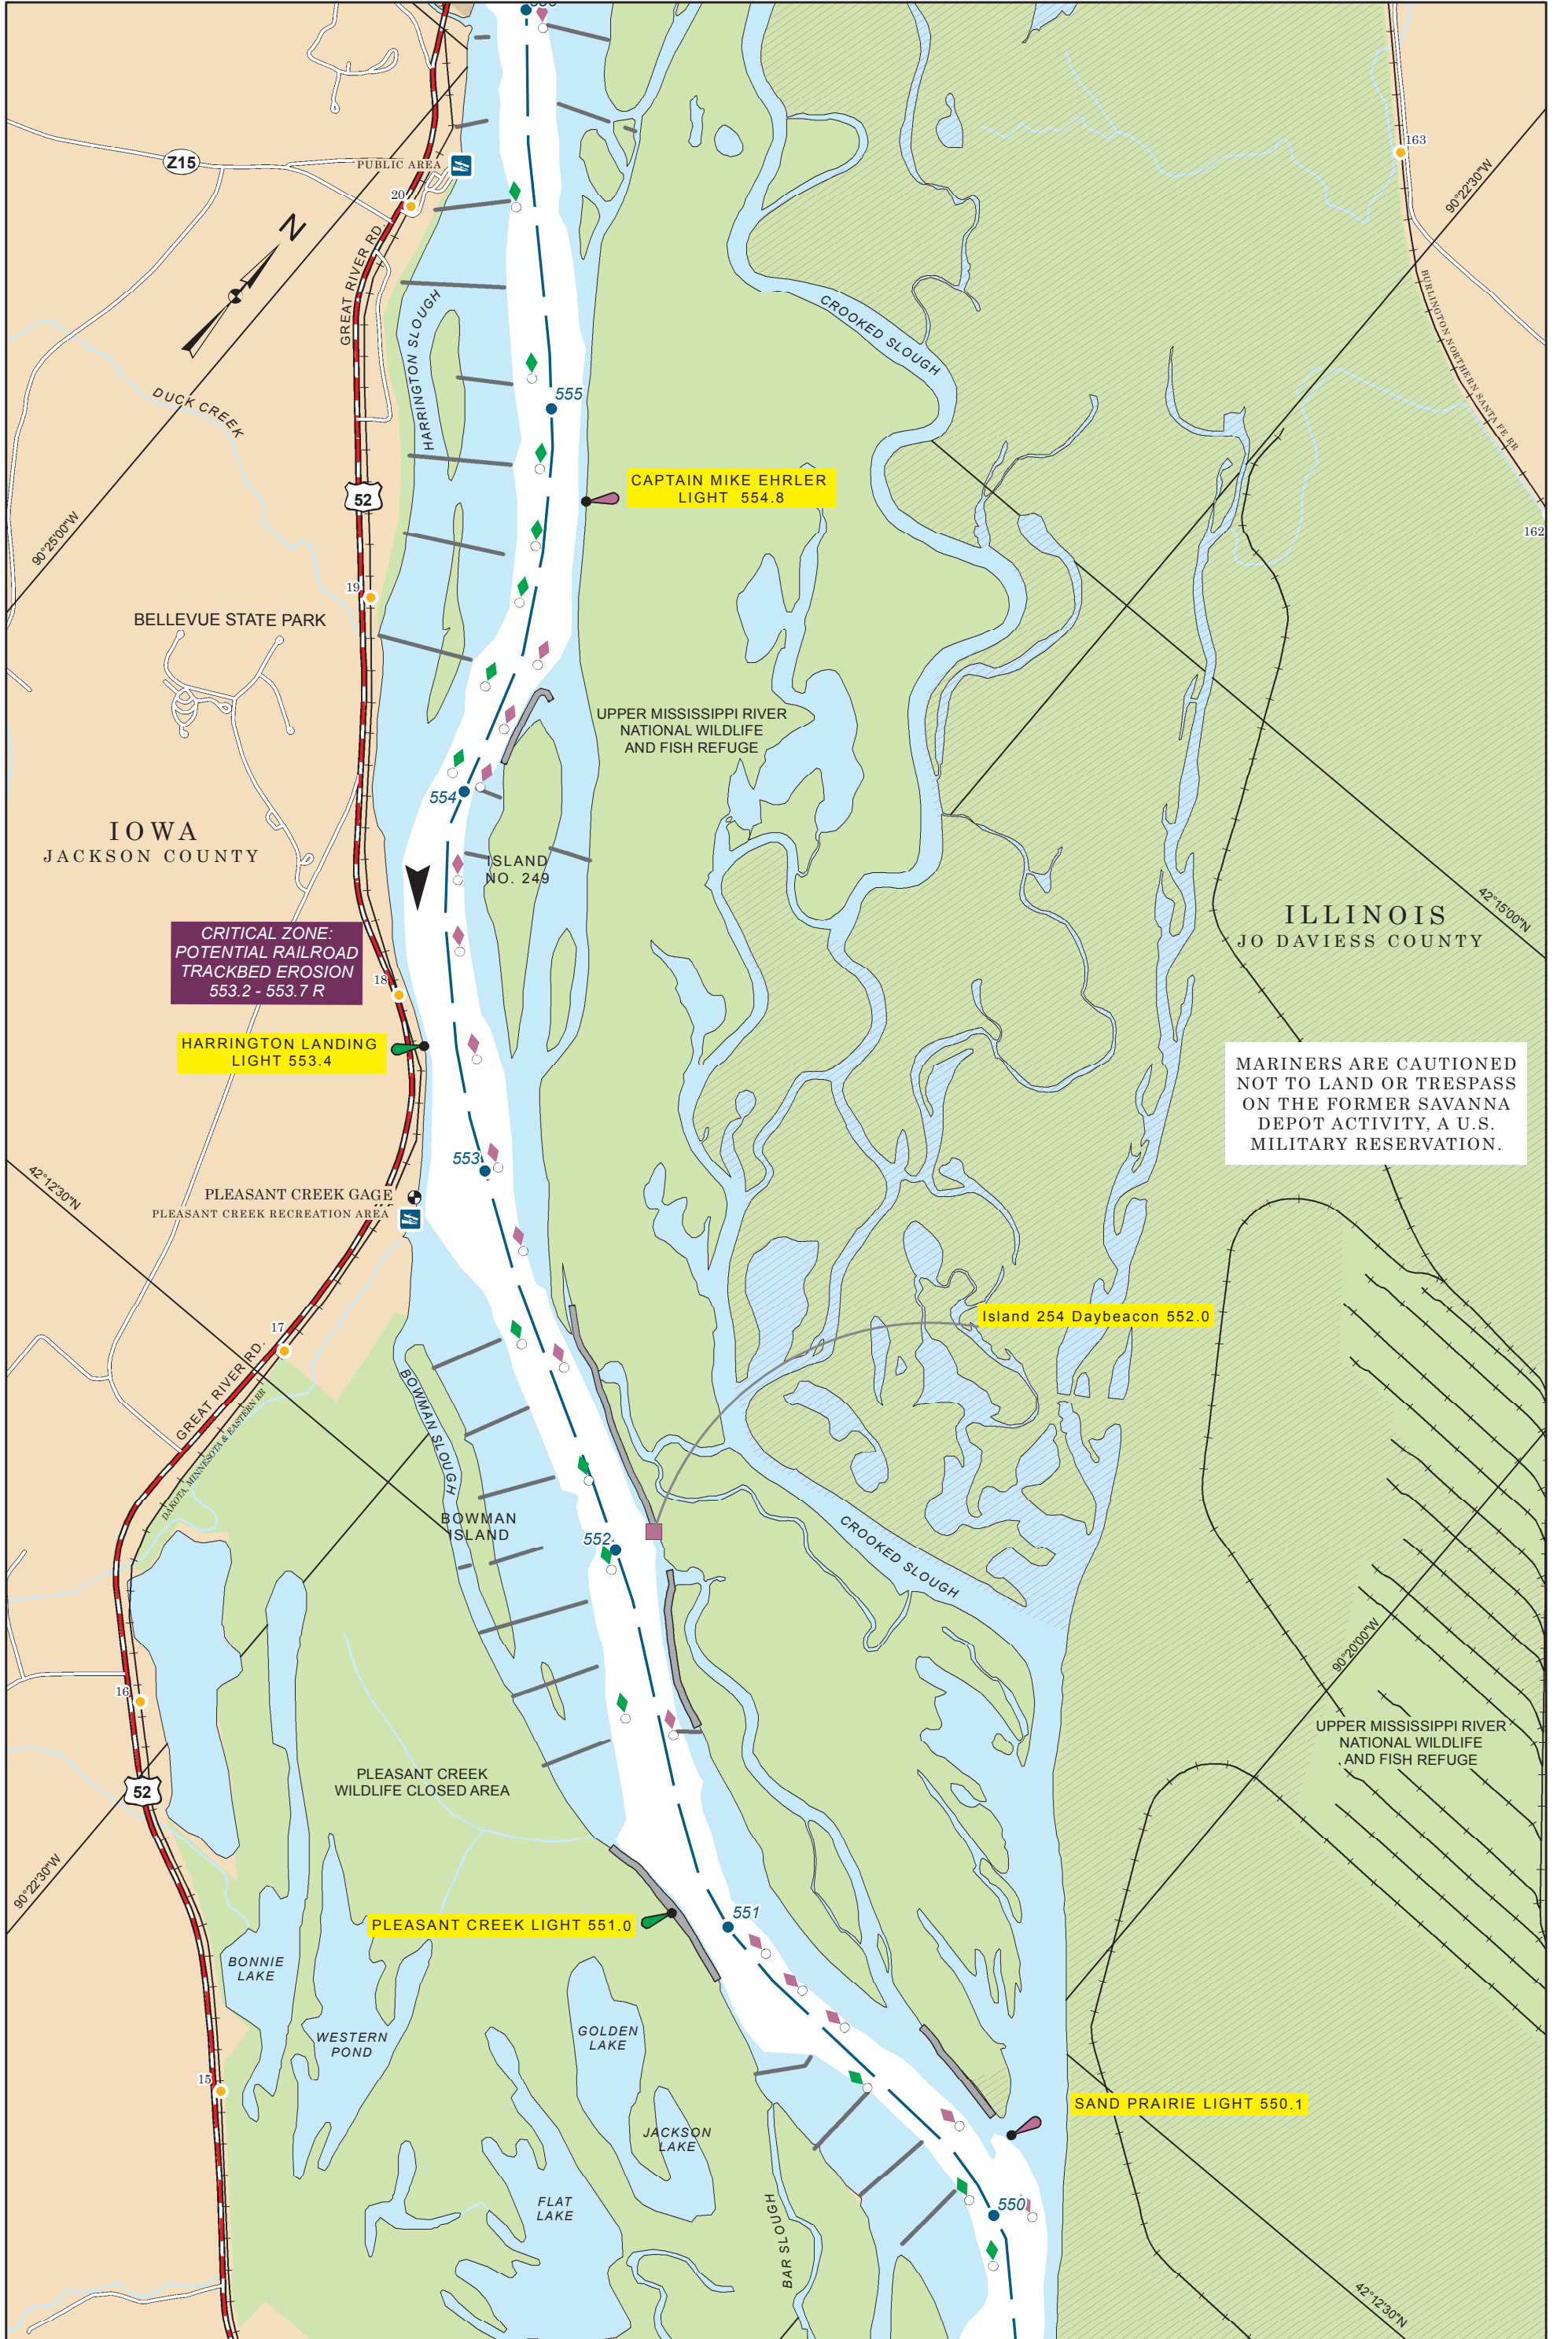 163
Z15
PUBLIC AREA
90°22'30"W
20
N
GREAT RIVER RD.
HARRINGTON SLOUGH
CROOKED SLOUGH
BURLINGTON NORTHERN SANTA FE RR
DUCK CREEK
555
CAPTAIN MIKE EHRLER
LIGHT 554.8
52
162
90°25'00"W
19
BELLEVUE STATE PARK
UPPER MISSISSIPPI RIVER
NATIONAL WILDLIFE
AND FISH REFUGE
554
IOWA
JACKSON COUNTY
ISLAND
NO. 249
42°15'00"N
ILLINOIS
JO DAVIESS COUNTY
CRITICAL ZONE:
POTENTIAL RAILROAD
TRACKBED EROSION
553.2 - 553.7 R
18
HARRINGTON LANDING
LIGHT 553.4
MARINERS ARE CAUTIONED
NOT TO LAND OR TRESPASS
ON THE FORMER SAVANNA
DEPOT ACTIVITY, A U.S.
MILITARY RESERVATION.
553
42°12'30"N
PLEASANT CREEK GAGE
PLEASANT CREEK RECREATION AREA
Island 254 Daybeacon 552.0
17
GREAT RIVER RD.
DAKOTA, MINNESOTA & EASTERN RR
BOWMAN SLOUGH
BOWMAN
ISLAND
552
CROOKED SLOUGH
90°20'00"W
16
UPPER MISSISSIPPI RIVER
NATIONAL WILDLIFE
AND FISH REFUGE
PLEASANT CREEK
WILDLIFE CLOSED AREA
52
90°22'30"W
551
PLEASANT CREEK LIGHT 551.0
BONNIE
LAKE
WESTERN
POND
GOLDEN
LAKE
15
SAND PRAIRIE LIGHT 550.1
JACKSON
LAKE
FLAT
LAKE
BAR SLOUGH
550
42°12'30"N